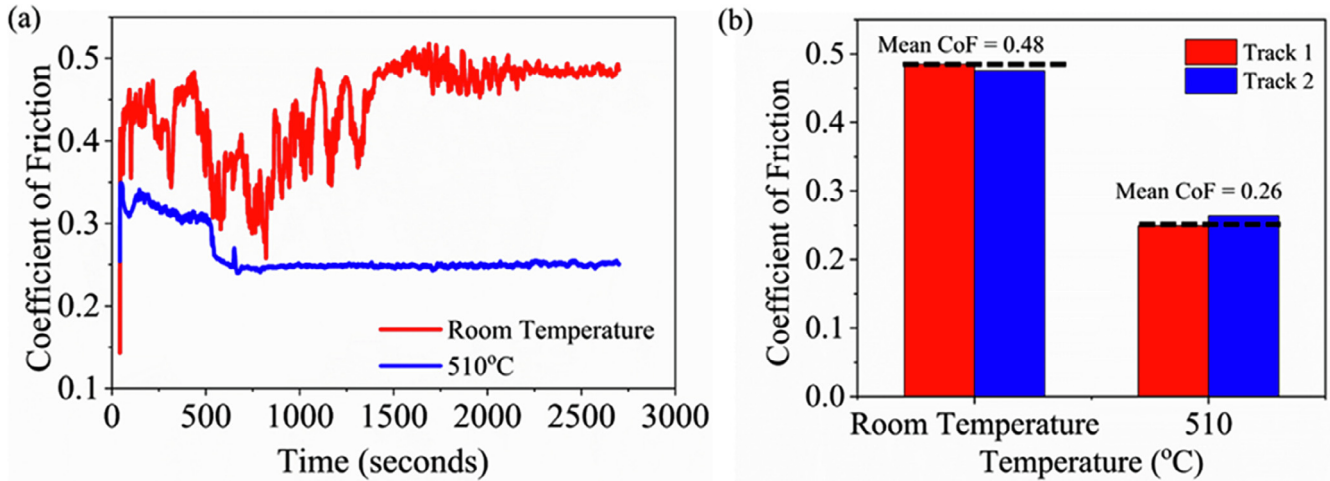 (a)
Coefficient of Friction
0.5
0.4
0.3
0.2
0.1
Room Temperature
510°C
0 500 1000 1500 2000 2500 3000
Time (seconds)
(b)
Coefficient of Friction
0.5
0.4
0.3
0.2
0.1
0.0
Mean CoF = 0.48
Track 1
Track 2
Mean CoF = 0.26
Room Temperature 510
Temperature (°C)